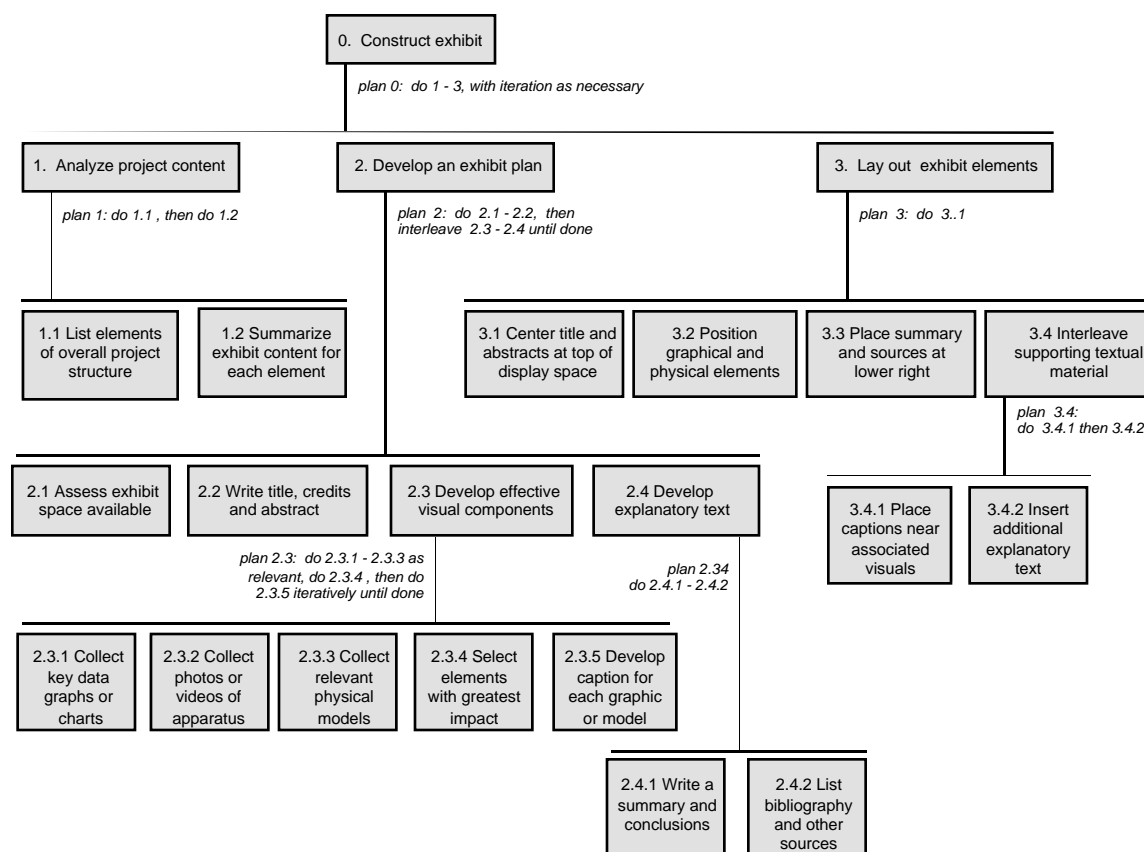 0. Construct exhibit
plan 0: do 1 - 3, with iteration as necessary
1. Analyze project content
2. Develop an exhibit plan
3. Lay out exhibit elements
plan 1: do 1.1 , then do 1.2
plan 2: do 2.1 - 2.2, then
interleave 2.3 - 2.4 until done
plan 3: do 3..1
1.1 List elements
of overall project
structure
1.2 Summarize
exhibit content for
each element
3.1 Center title and
abstracts at top of
display space
3.2 Position
graphical and
physical elements
3.3 Place summary
and sources at
lower right
3.4 Interleave
supporting textual
material
plan 3.4:
do 3.4.1 then 3.4.2
2.1 Assess exhibit
space available
2.2 Write title, credits
and abstract
2.3 Develop effective
visual components
2.4 Develop
explanatory text
3.4.1 Place
captions near
associated
visuals
3.4.2 Insert
additional
explanatory
text
plan 2.3: do 2.3.1 - 2.3.3 as
relevant, do 2.3.4 , then do
2.3.5 iteratively until done
plan 2.34
do 2.4.1 - 2.4.2
2.3.1 Collect
key data
graphs or
charts
2.3.2 Collect
photos or
videos of
apparatus
2.3.3 Collect
relevant
physical
models
2.3.4 Select
elements
with greatest
impact
2.3.5 Develop
caption for
each graphic
or model
2.4.1 Write a
summary and
conclusions
2.4.2 List
bibliography
and other
sources